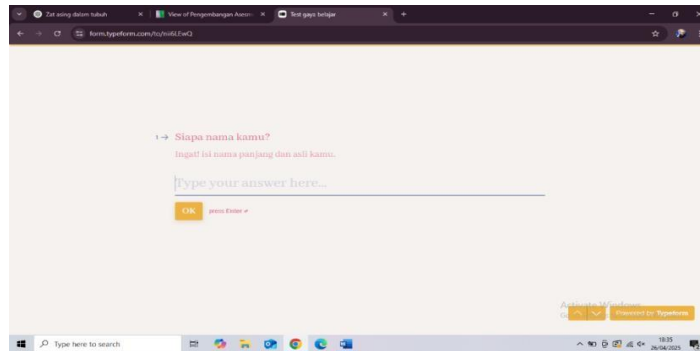 Zat asing dalam tubuh
View of Pengembangan Asesm
Test gaya belajar
form.typeform.com/to/nii6LEwQ
1 → Siapa nama kamu?
Ingat! isi nama panjang dan asli kamu.
Type your answer here...
OK press Enter ↵
Activate Windows
Powered by Typeform
Type here to search
18:35
26/04/2025